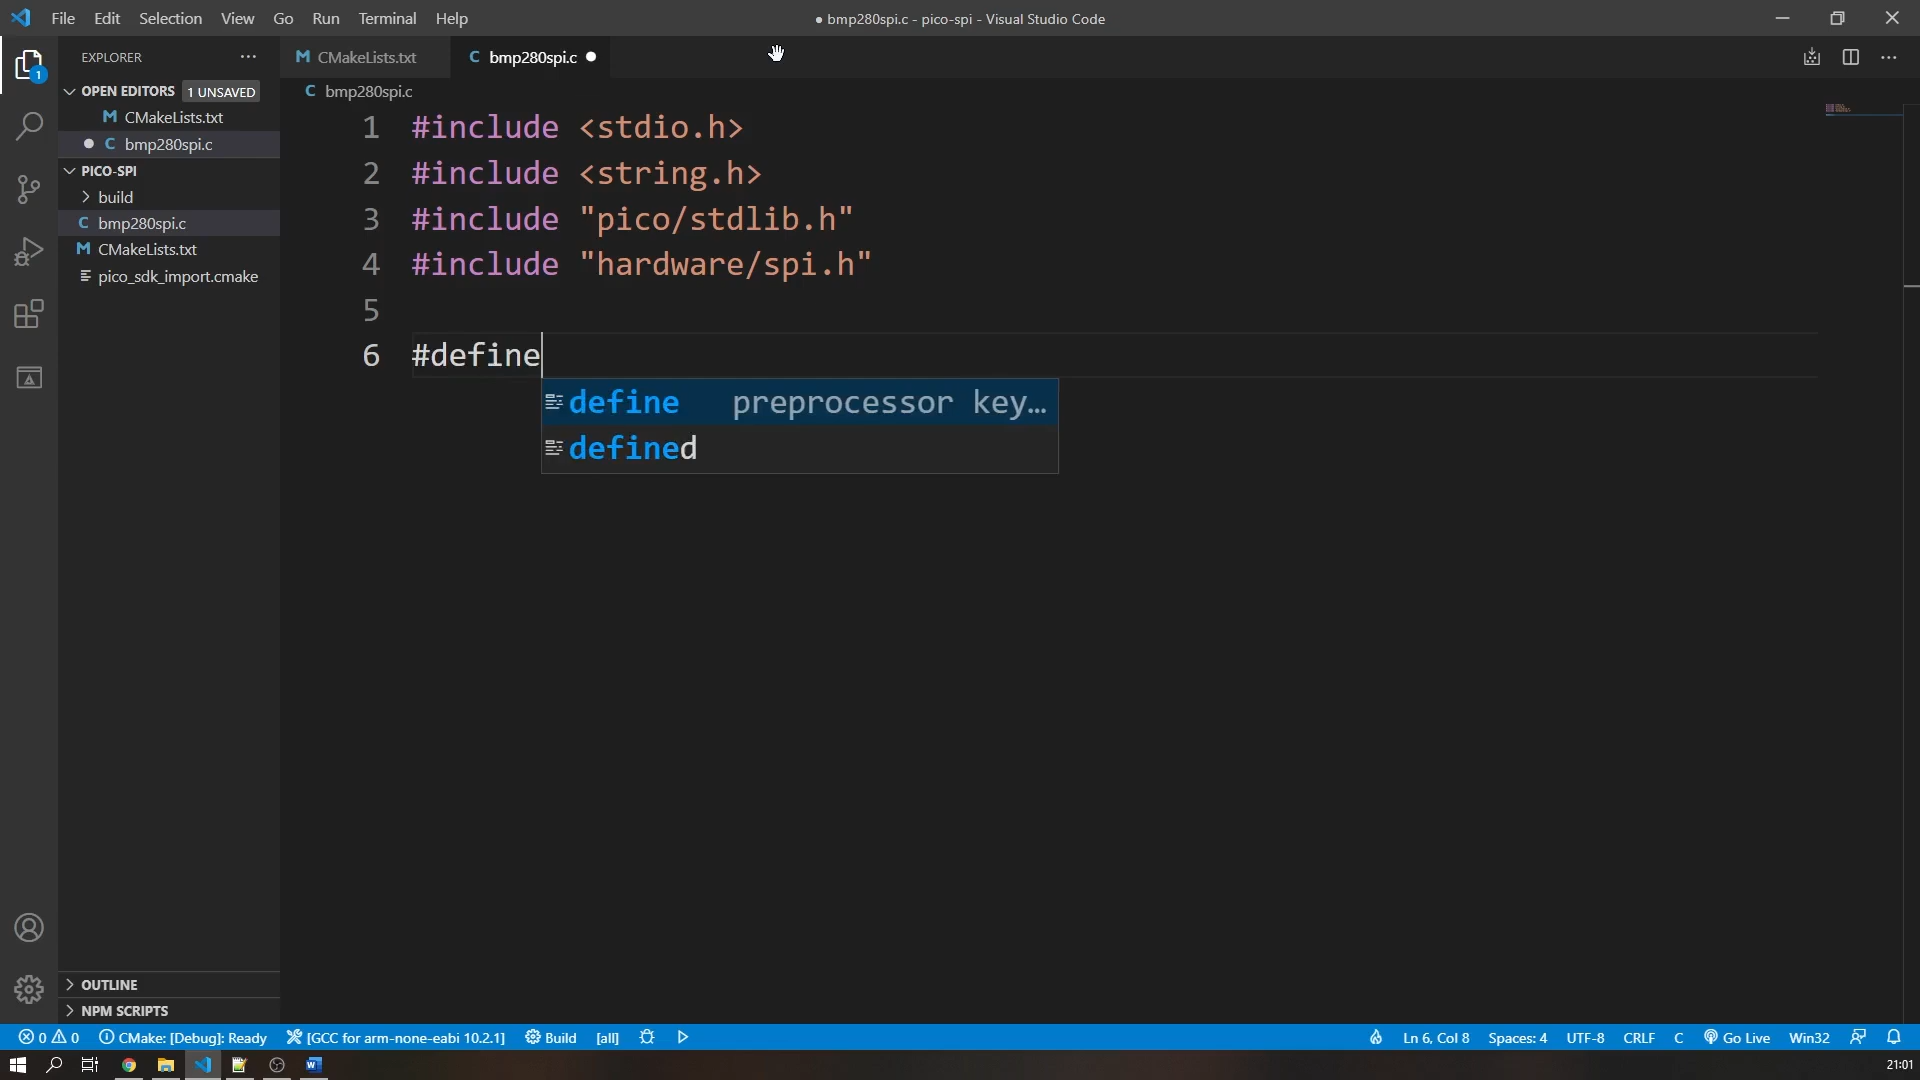 File Edit Selection View Go Run Terminal Help
● bmp280spi.c - pico-spi - Visual Studio Code
EXPLORER
CMakeLists.txt
bmp280spi.c
OPEN EDITORS 1 UNSAVED
CMakeLists.txt
bmp280spi.c
PICO-SPI
build
bmp280spi.c
CMakeLists.txt
pico_sdk_import.cmake
OUTLINE
NPM SCRIPTS
C bmp280spi.c
1 #include <stdio.h>
2 #include <string.h>
3 #include "pico/stdlib.h"
4 #include "hardware/spi.h"
5
6 #define
define preprocessor key…
defined
0 0 CMake: [Debug]: Ready [GCC for arm-none-eabi 10.2.1] Build [all] Ln 6, Col 8 Spaces: 4 UTF-8 CRLF C Go Live Win32
21:01